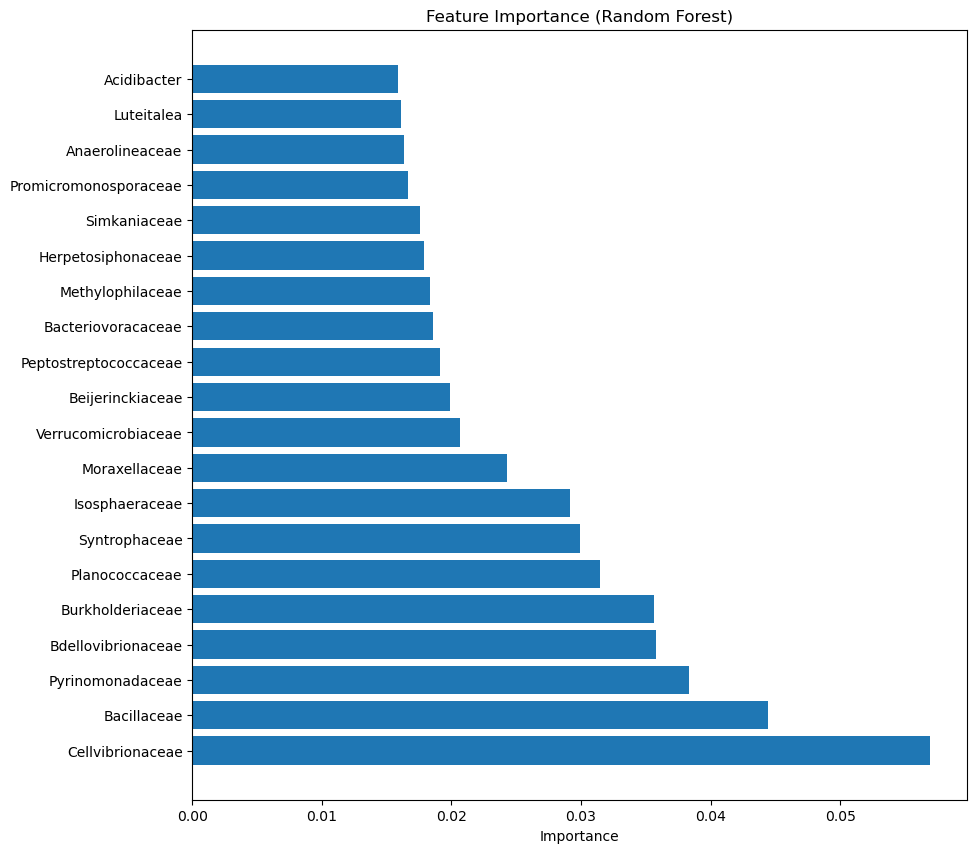 Feature Importance (Random Forest)
Acidibacter
Luteitalea
Anaerolineaceae
Promicromonosporaceae
Simkaniaceae
Herpetosiphonaceae
Methylophilaceae
Bacteriovoracaceae
Peptostreptococcaceae
Beijerinckiaceae
Verrucomicrobiaceae
Moraxellaceae
Isosphaeraceae
Syntrophaceae
Planococcaceae
Burkholderiaceae
Bdellovibrionaceae
Pyrinomonadaceae
Bacillaceae
Cellvibrionaceae
0.00 0.01 0.02 0.03 0.04 0.05
Importance